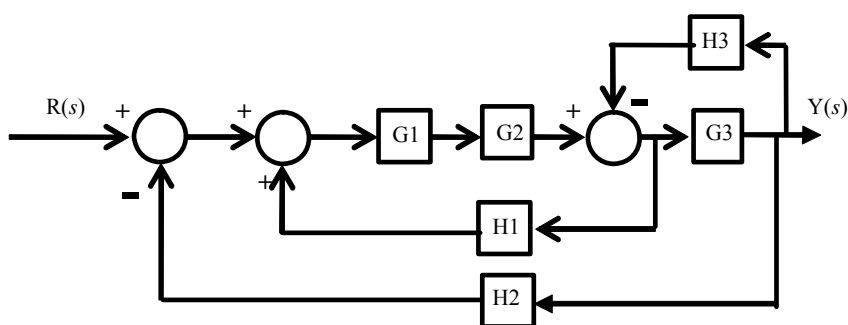 H3
R(s) + + + − Y(s)
G1 G2 G3
+
−
H1
H2